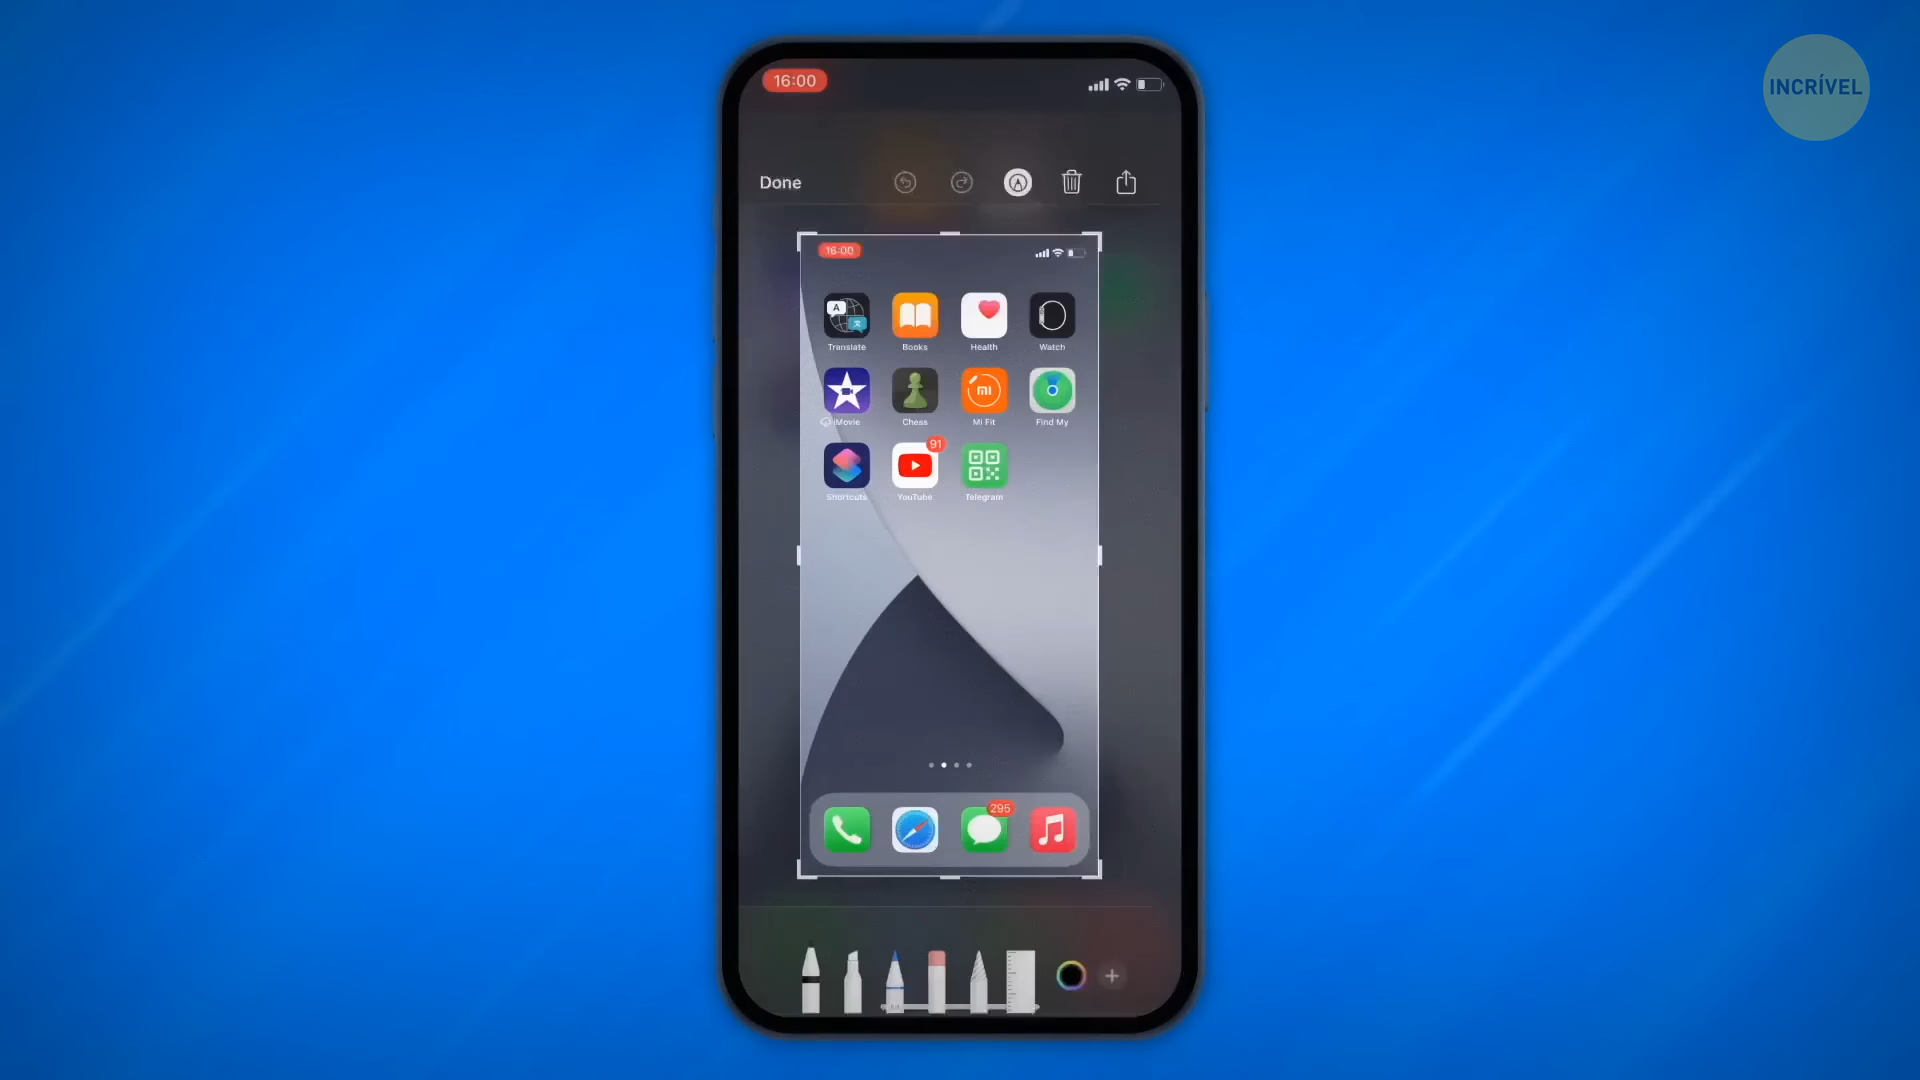 INCRÍVEL
16:00
Done
16:00
A
Translate
Books
Health
Watch
mi
iMovie
Chess
Mi Fit
Find My
91
Shortcuts
YouTube
Telegram
295